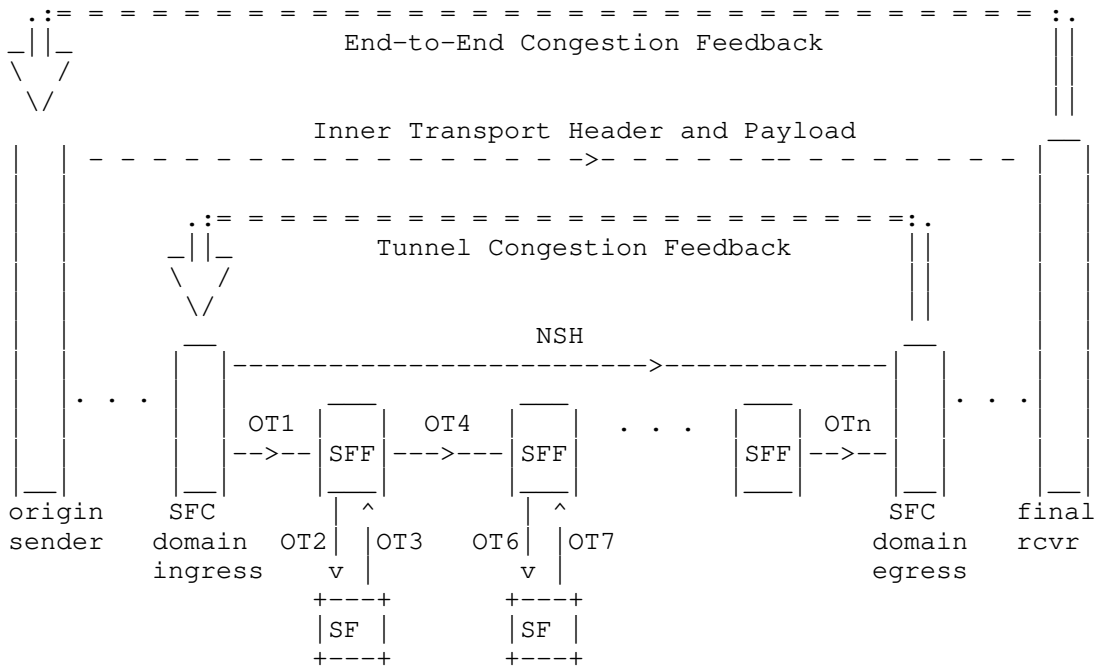 End-to-End Congestion Feedback
Inner Transport Header and Payload
Tunnel Congestion Feedback
NSH
OT1 OT4 . . . OTn
. . . . . .
SFF SFF SFF
origin SFC SFC final
sender domain OT2 OT3 OT6 OT7 domain rcvr
ingress v v egress
SF SF